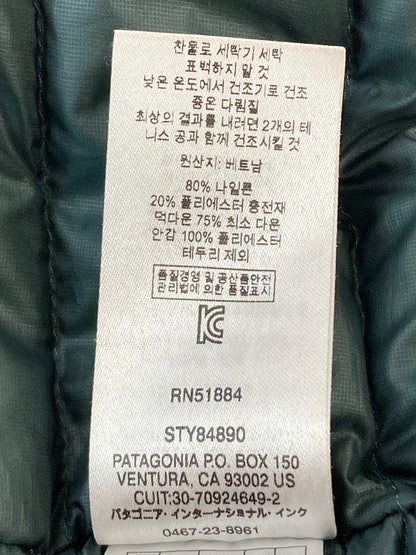 찬물로 세탁기 세탁
표백하지 말 것
낮은 온도에서 건조기로 건조
중온 다림질
최상의 결과를 내려면 2개의 테
니스 공과 함께 건조시킬 것
원산지: 베트남
80% 나일론
20% 폴리에스터 충전재
덕다운 75% 최소 다운
안감 100% 폴리에스터
테두리 제외
품질경영 및 공산품안전
관리법에 의한 품질표시
KC
RN51884
STY84890
PATAGONIA P.O. BOX 150
VENTURA, CA 93002 US
CUIT:30-70924649-2
パタゴニア・インターナショナル・インク
0467-23-8961